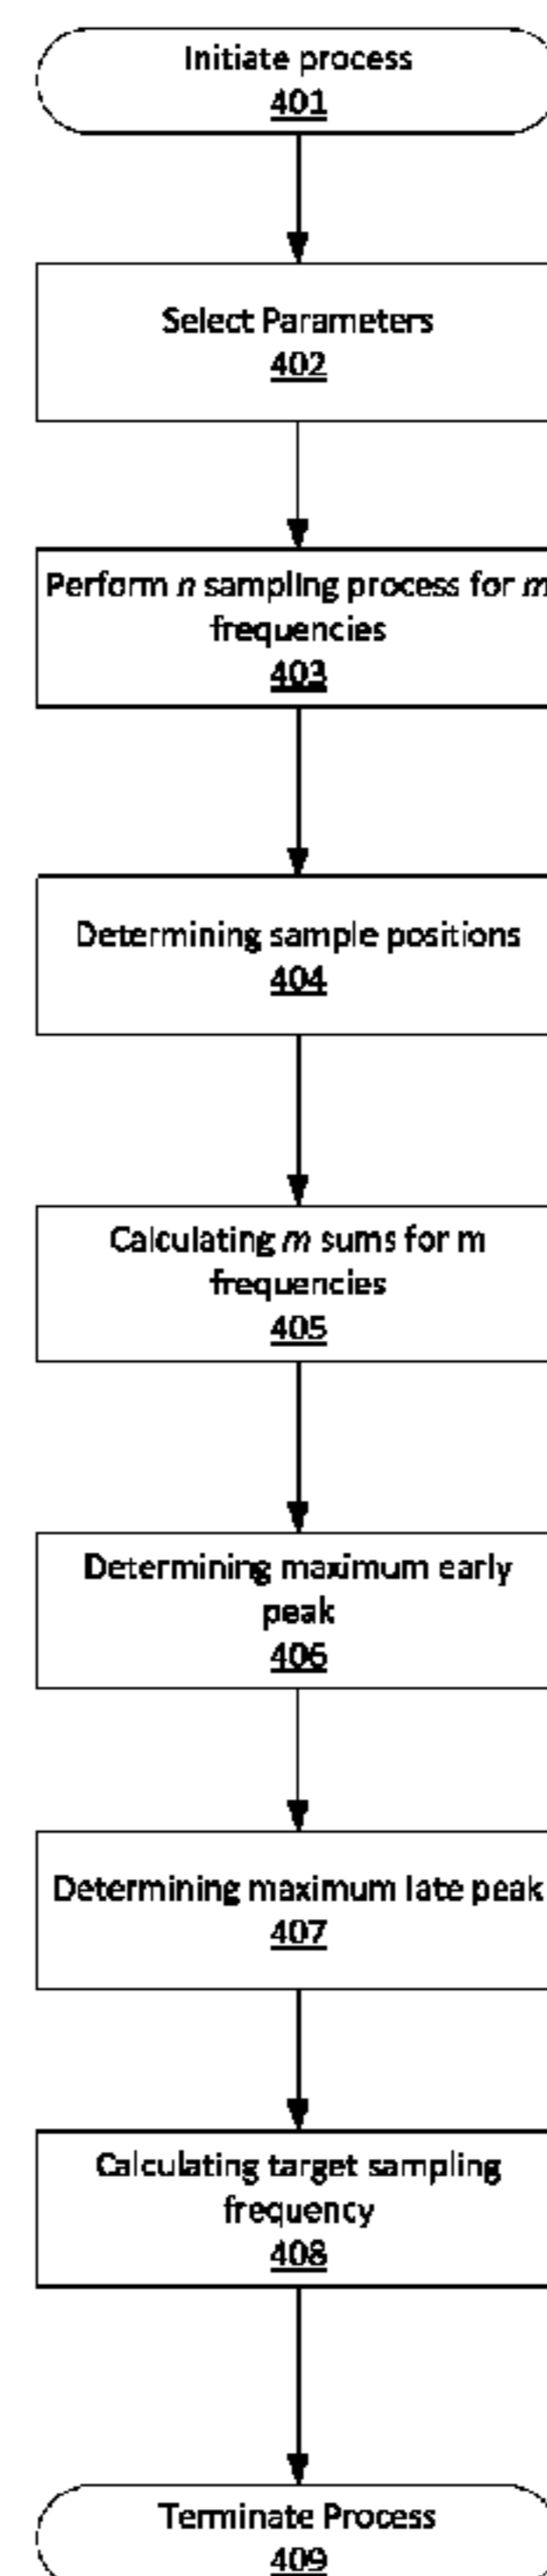 Initiate process
401
Select Parameters
402
Perform n sampling process for m
frequencies
403
Determining sample positions
404
Calculating m sums for m
frequencies
405
Determining maximum early
peak
406
Determining maximum late peak
407
Calculating target sampling
frequency
408
Terminate Process
409